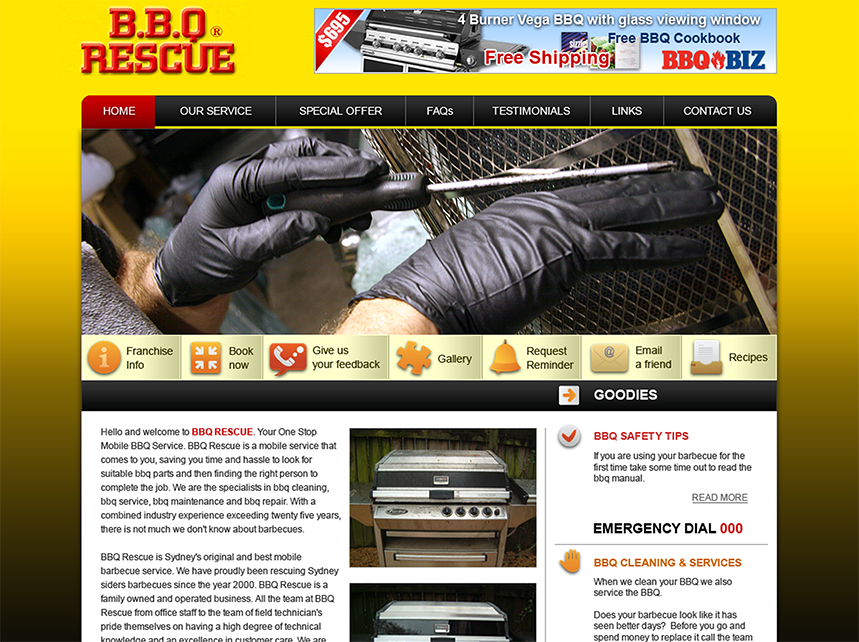 B.B.Q ®
RESCUE
$695
4 Burner Vega BBQ with glass viewing window
Free BBQ Cookbook
Free Shipping
BBQ BIZ
HOME
OUR SERVICE
SPECIAL OFFER
FAQs
TESTIMONIALS
LINKS
CONTACT US
Franchise
Info
Book
now
Give us
your feedback
Gallery
Request
Reminder
Email
a friend
Recipes
GOODIES
Hello and welcome to BBQ RESCUE. Your One Stop
Mobile BBQ Service. BBQ Rescue is a mobile service that
comes to you, saving you time and hassle to look for
suitable bbq parts and then finding the right person to
complete the job. We are the specialists in bbq cleaning,
bbq service, bbq maintenance and bbq repair. With a
combined industry experience exceeding twenty five years,
there is not much we don't know about barbecues.
BBQ Rescue is Sydney's original and best mobile
barbecue service. We have proudly been rescuing Sydney
siders barbecues since the year 2000. BBQ Rescue is a
family owned and operated business. All the team at BBQ
Rescue from office staff to the team of field technician's
pride themselves on having a high degree of technical
knowledge and an excellence in customer care. We are
BBQ SAFETY TIPS
If you are using your barbecue for the
first time take some time out to read the
bbq manual.
READ MORE
EMERGENCY DIAL 000
BBQ CLEANING & SERVICES
When we clean your BBQ we also
service the BBQ.
Does your barbecue look like it has
seen better days? Before you go and
spend money to replace it call the team